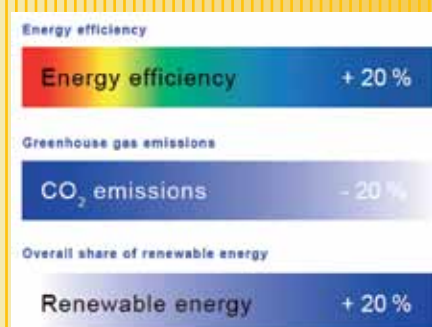 Energy efficiency
Energy efficiency + 20 %
Greenhouse gas emissions
CO₂ emissions - 20 %
Overall share of renewable energy
Renewable energy + 20 %